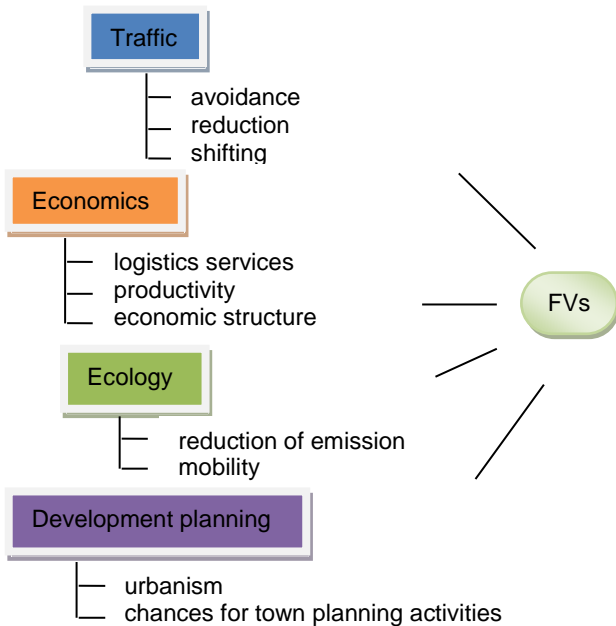 Traffic
avoidance
reduction
shifting
Economics
logistics services
productivity
economic structure
FVs
Ecology
reduction of emission
mobility
Development planning
urbanism
chances for town planning activities